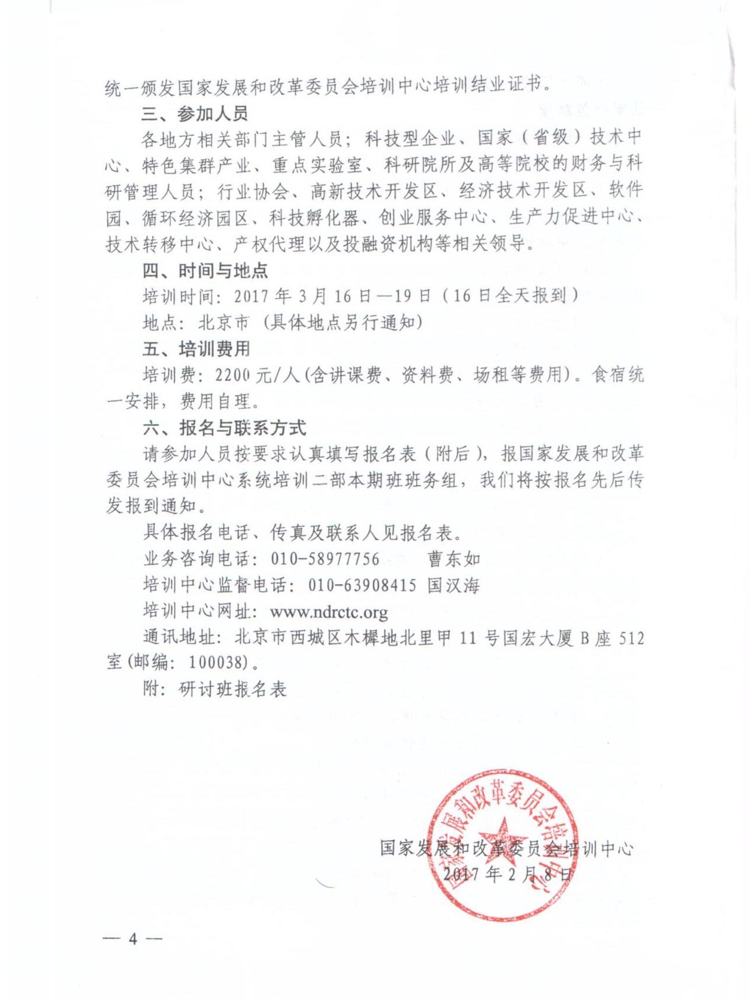 统一颁发国家发展和改革委员会培训中心培训结业证书。
三、参加人员
各地方相关部门主管人员；科技型企业、国家（省级）技术中
心、特色集群产业、重点实验室、科研院所及高等院校的财务与科
研管理人员；行业协会、高新技术开发区、经济技术开发区、软件
园、循环经济园区、科技孵化器、创业服务中心、生产力促进中心、
技术转移中心、产权代理以及投融资机构等相关领导。
四、时间与地点
培训时间：2017 年 3 月 16 日—19 日（16 日全天报到）
地点：北京市 (具体地点另行通知)
五、培训费用
培训费：2200 元/人(含讲课费、资料费、场租等费用)。食宿统
一安排，费用自理。
六、报名与联系方式
请参加人员按要求认真填写报名表（附后），报国家发展和改革
委员会培训中心系统培训二部本期班班务组，我们将按报名先后传
发报到通知。
具体报名电话、传真及联系人见报名表。
业务咨询电话：010-58977756 曹东如
培训中心监督电话：010-63908415 国汉海
培训中心网址：www.ndrctc.org
通讯地址：北京市西城区木樨地北里甲 11 号国宏大厦 B 座 512
室(邮编：100038)。
附：研讨班报名表
国家发展和改革委员会培训中心
国家发展和改革委员会培训中心
2017 年 2 月 8 日
— 4 —